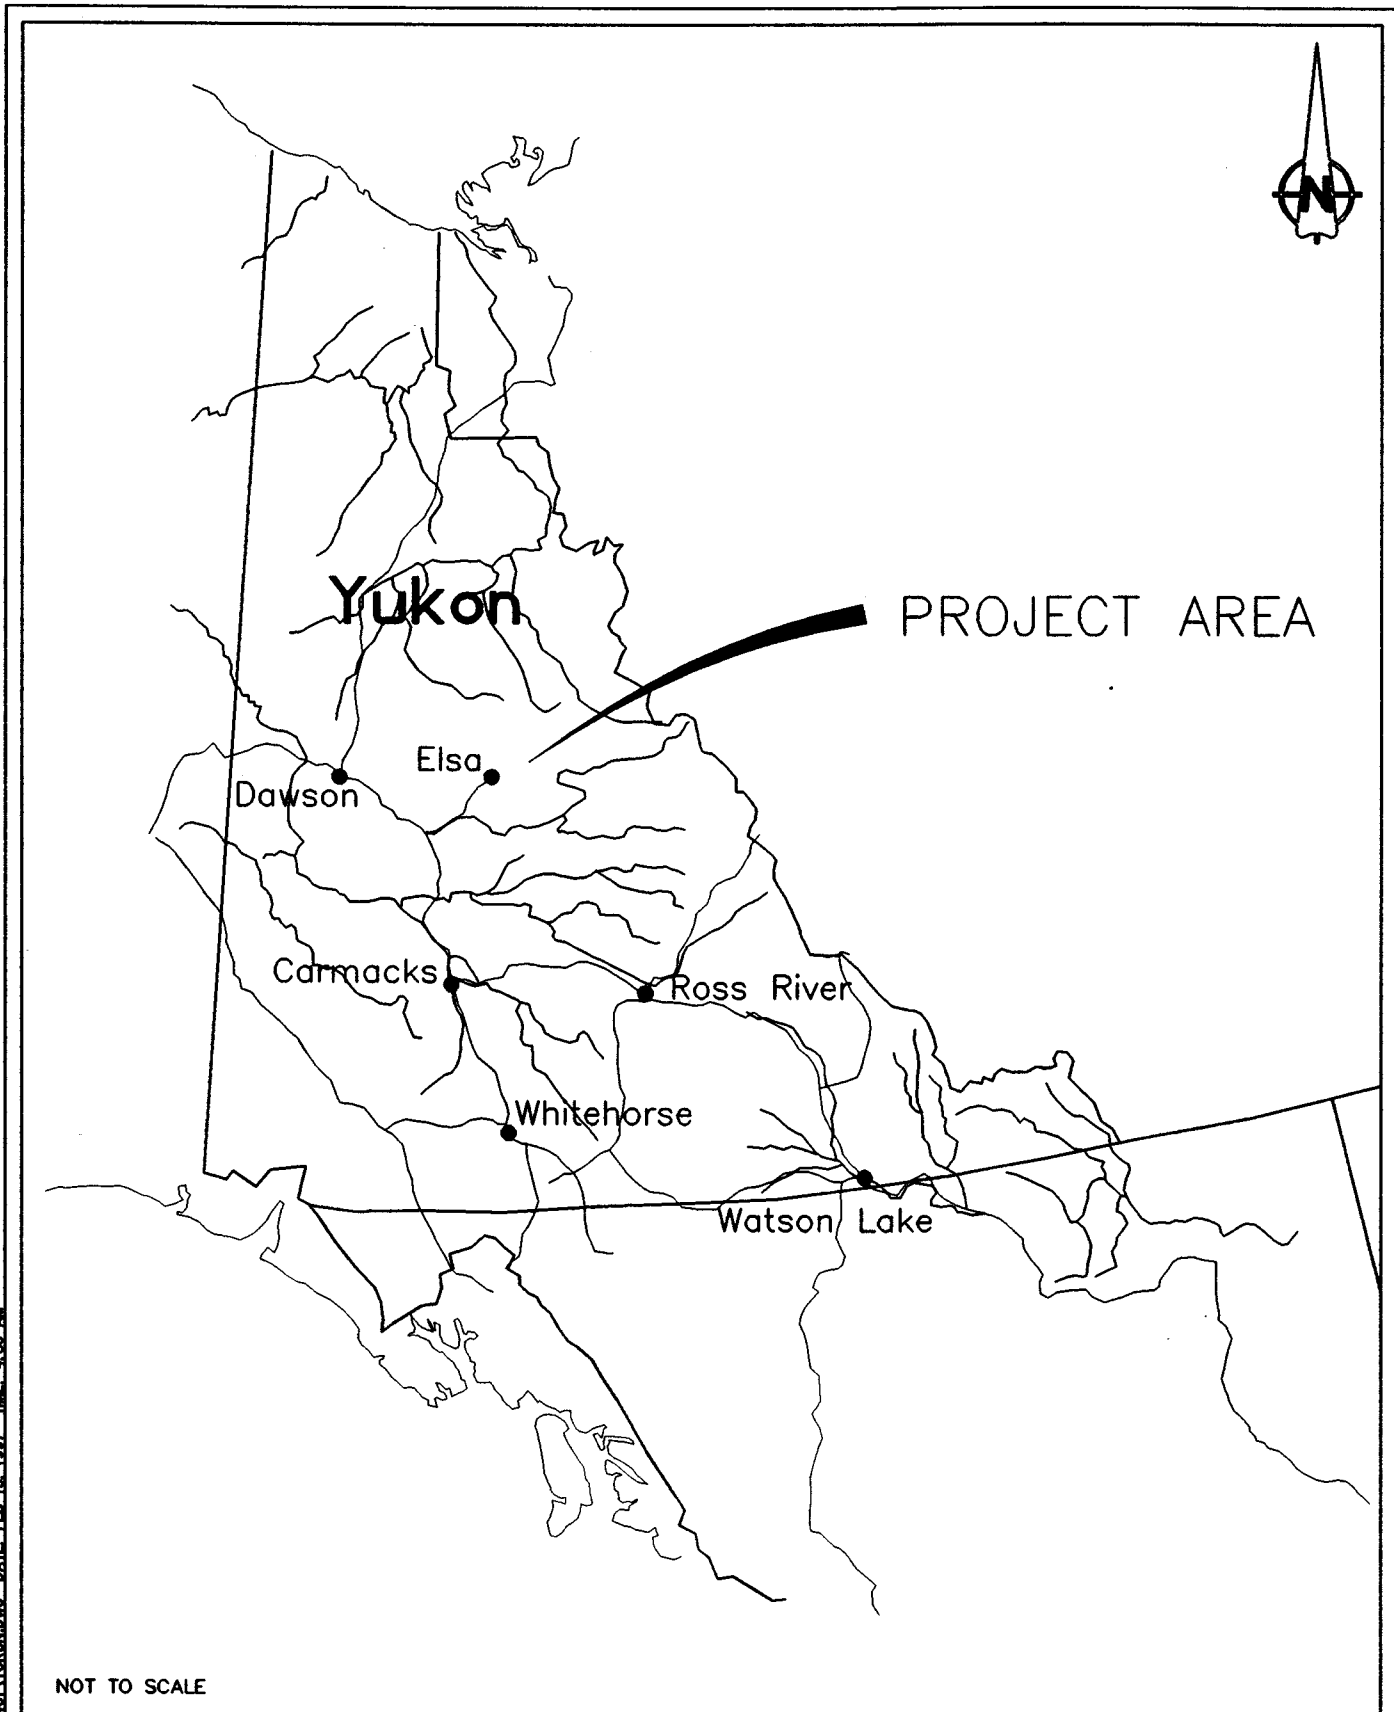 N
Yukon
PROJECT AREA
Elsa
Dawson
Carmacks
Ross River
Whitehorse
Watson Lake
NOT TO SCALE